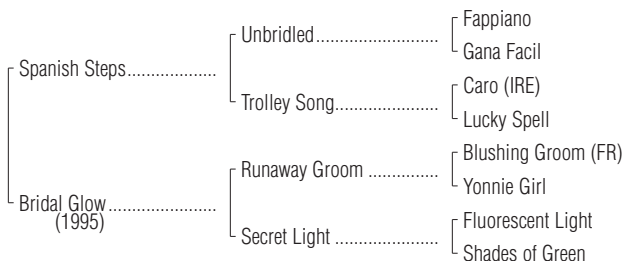 Fappiano
Unbridled..............................
Gana Facil
Spanish Steps......................
Caro (IRE)
Trolley Song..........................
Lucky Spell
Blushing Groom (FR)
Runaway Groom ..................
Yonnie Girl
Bridal Glow...........................
(1995)
Fluorescent Light
Secret Light ..........................
Shades of Green